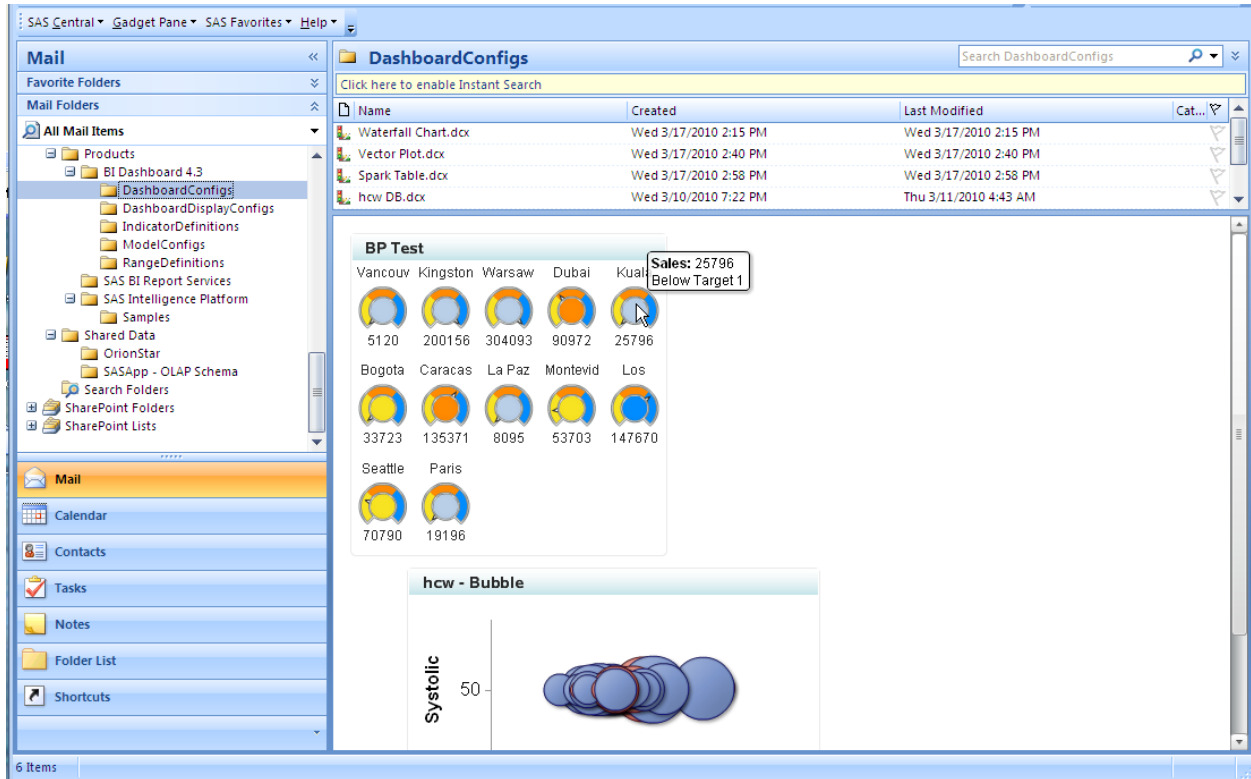 SAS Central Gadget Pane SAS Favorites Help
Mail
Favorite Folders
Mail Folders
All Mail Items
Products
BI Dashboard 4.3
DashboardConfigs
DashboardDisplayConfigs
IndicatorDefinitions
ModelConfigs
RangeDefinitions
SAS BI Report Services
SAS Intelligence Platform
Samples
Shared Data
OrionStar
SASApp - OLAP Schema
Search Folders
SharePoint Folders
SharePoint Lists
Mail
Calendar
Contacts
Tasks
Notes
Folder List
Shortcuts
6 Items
DashboardConfigs
Search DashboardConfigs
Click here to enable Instant Search
Name Created Last Modified Cat...
Waterfall Chart.dcx Wed 3/17/2010 2:15 PM Wed 3/17/2010 2:15 PM
Vector Plot.dcx Wed 3/17/2010 2:40 PM Wed 3/17/2010 2:40 PM
Spark Table.dcx Wed 3/17/2010 2:58 PM Wed 3/17/2010 2:58 PM
hcw DB.dcx Wed 3/10/2010 7:22 PM Thu 3/11/2010 4:43 AM
BP Test
Vancouv Kingston Warsaw Dubai Kuala
Sales: 25796
Below Target 1
5120 200156 304093 90972 25796
Bogota Caracas La Paz Montevid Los
33723 135371 8095 53703 147670
Seattle Paris
70790 19196
hcw - Bubble
Systolic
50